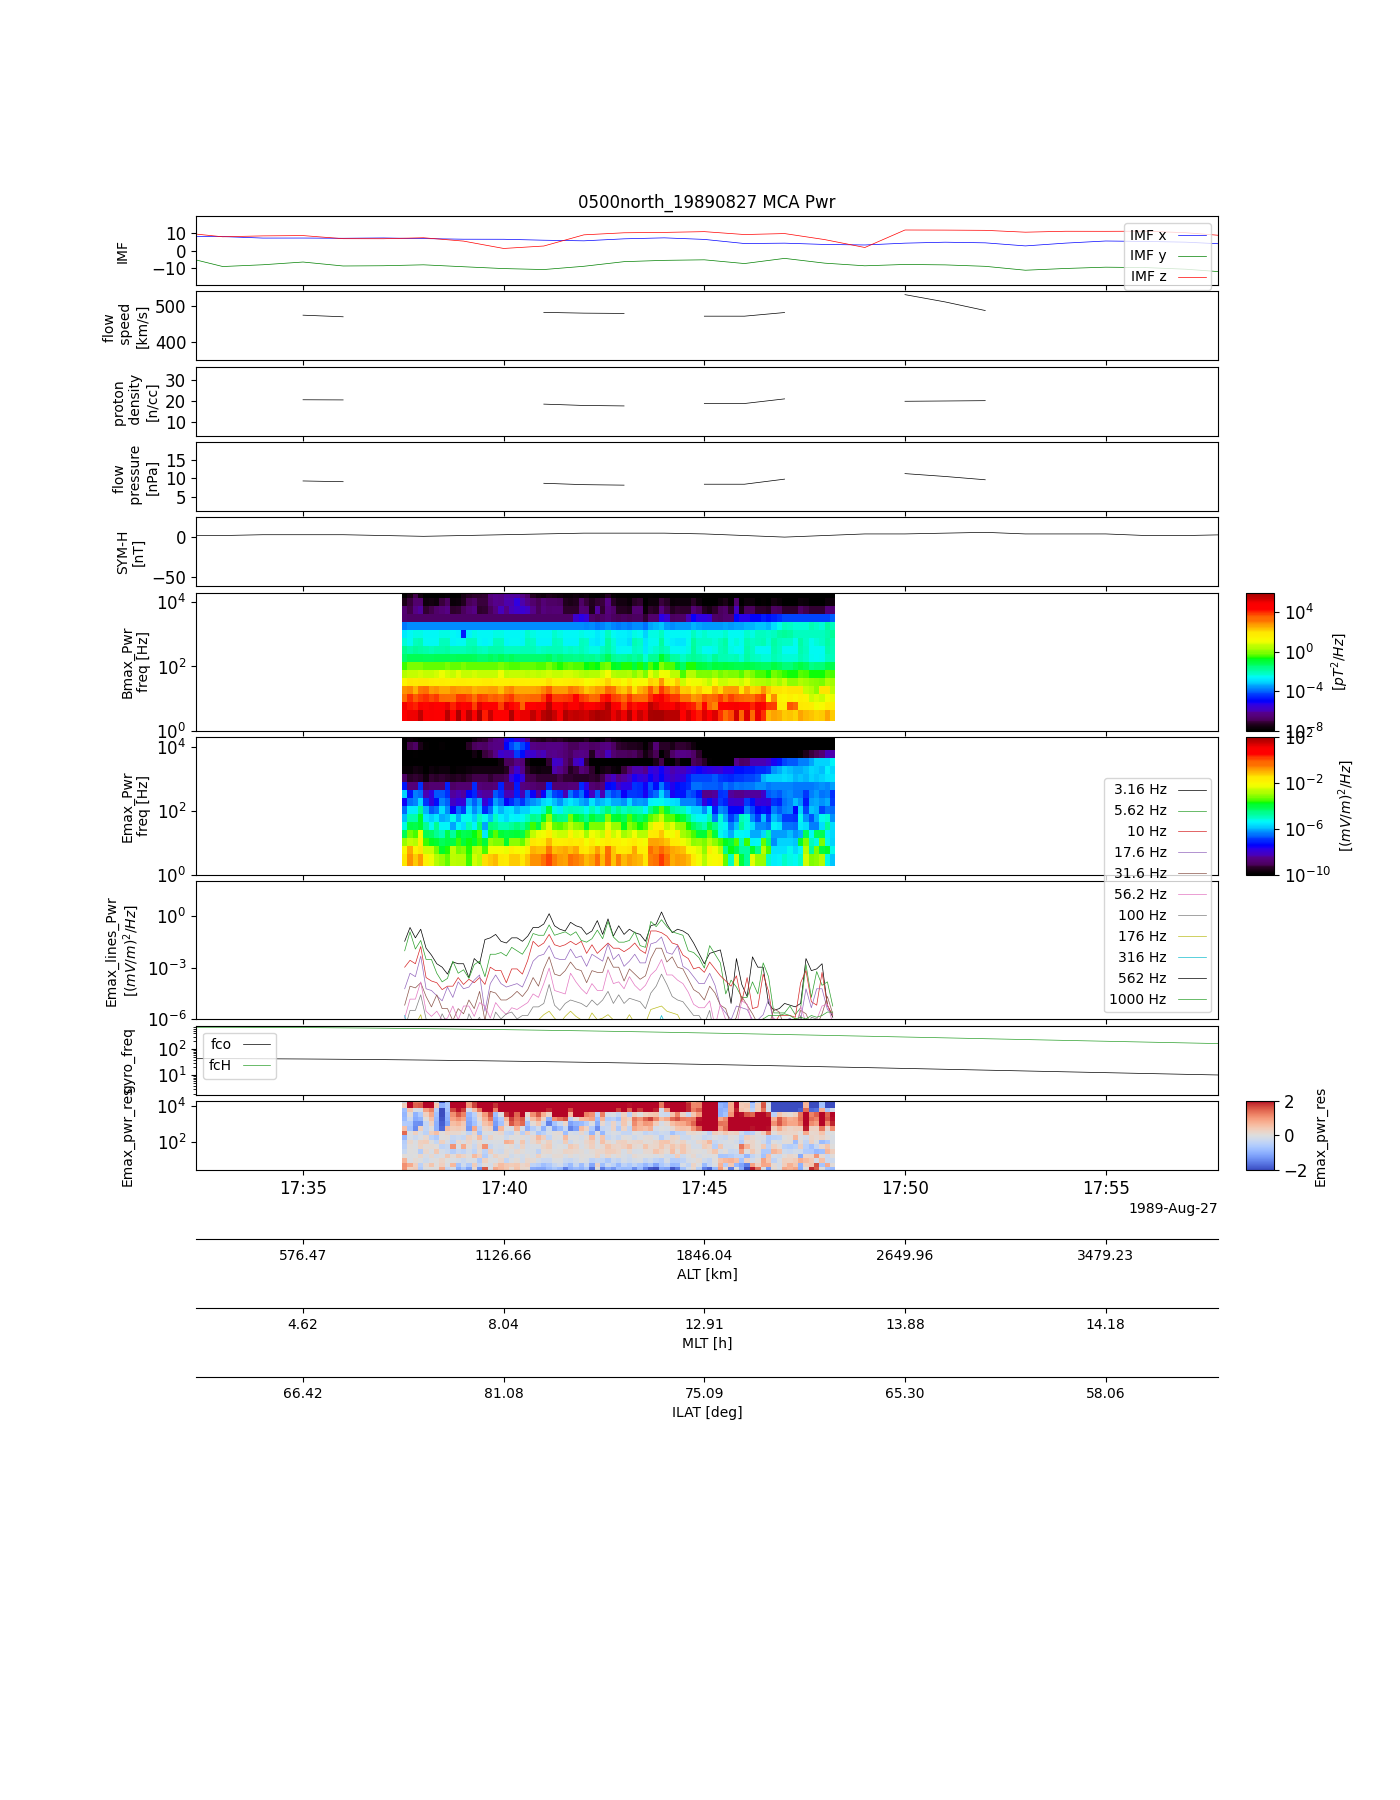 0500north_19890827 MCA Pwr
10
0
−10
IMF
IMF x
IMF y
IMF z
500
400
flow
speed
[km/s]
30
20
10
proton
density
[n/cc]
15
10
5
flow
pressure
[nPa]
0
−50
SYM-H
[nT]
10^4
10^2
10^0
Bmax_Pwr
freq [Hz]
10^4
10^0
10^−4
10^−8
[pT^2/Hz]
10^4
10^2
10^0
Emax_Pwr
freq [Hz]
10^2
10^−2
10^−6
10^−10
[(mV/m)^2/Hz]
3.16 Hz
5.62 Hz
10 Hz
17.6 Hz
31.6 Hz
56.2 Hz
100 Hz
176 Hz
316 Hz
562 Hz
1000 Hz
10^0
10^−3
10^−6
Emax_lines_Pwr
[(mV/m)^2/Hz]
10^2
10^1
gyro_freq
fco
fcH
10^4
10^2
Emax_pwr_res
2
0
−2
Emax_pwr_res
17:35 17:40 17:45 17:50 17:55
1989-Aug-27
576.47 1126.66 1846.04 2649.96 3479.23
ALT [km]
4.62 8.04 12.91 13.88 14.18
MLT [h]
66.42 81.08 75.09 65.30 58.06
ILAT [deg]